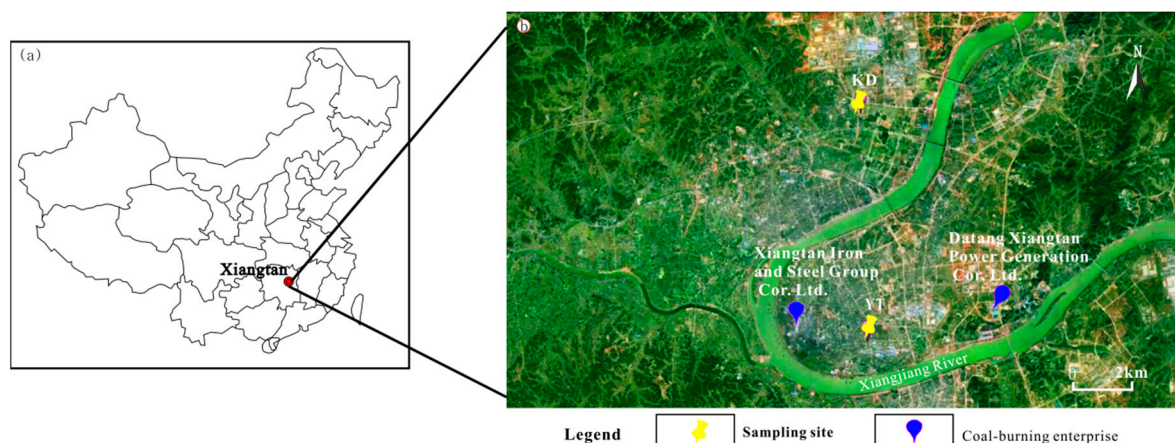 (a)
Xiangtan
b
N
KD
Xiangtan Iron
and Steel Group
Cor. Ltd.
Datang Xiangtan
Power Generation
Cor. Ltd.
YT
Xiangjiang River
0 2km
Legend
Sampling site
Coal-burning enterprise